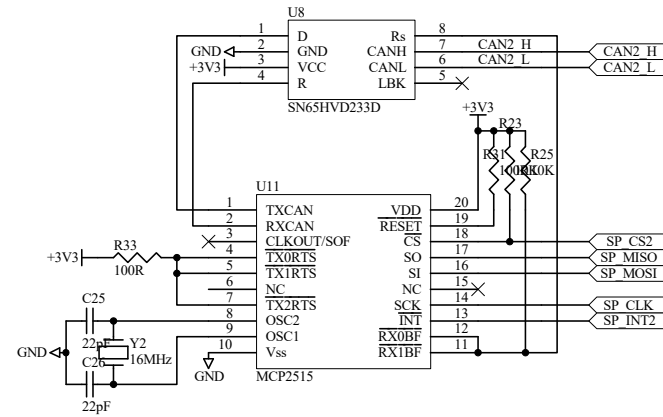 U8
1 D Rs 8
GND 2 GND CANH 7 CAN2_H CAN2_H
+3V3 3 VCC CANL 6 CAN2_L CAN2_L
4 R LBK 5
SN65HVD233D
+3V3
R23
R31 R25
100K
U11
1 TXCAN VDD 20
2 RXCAN RESET 19
3 CLKOUT/SOF CS 18 SP_CS2
+3V3 R33 4 TX0RTS SO 17 SP_MISO
100R 5 TX1RTS SI 16 SP_MOSI
6 NC NC 15
7 TX2RTS SCK 14 SP_CLK
C25 8 OSC2 INT 13 SP_INT2
22pF Y2 9 OSC1 RX0BF 12
GND 16MHz 10 Vss RX1BF 11
C26 GND
22pF MCP2515